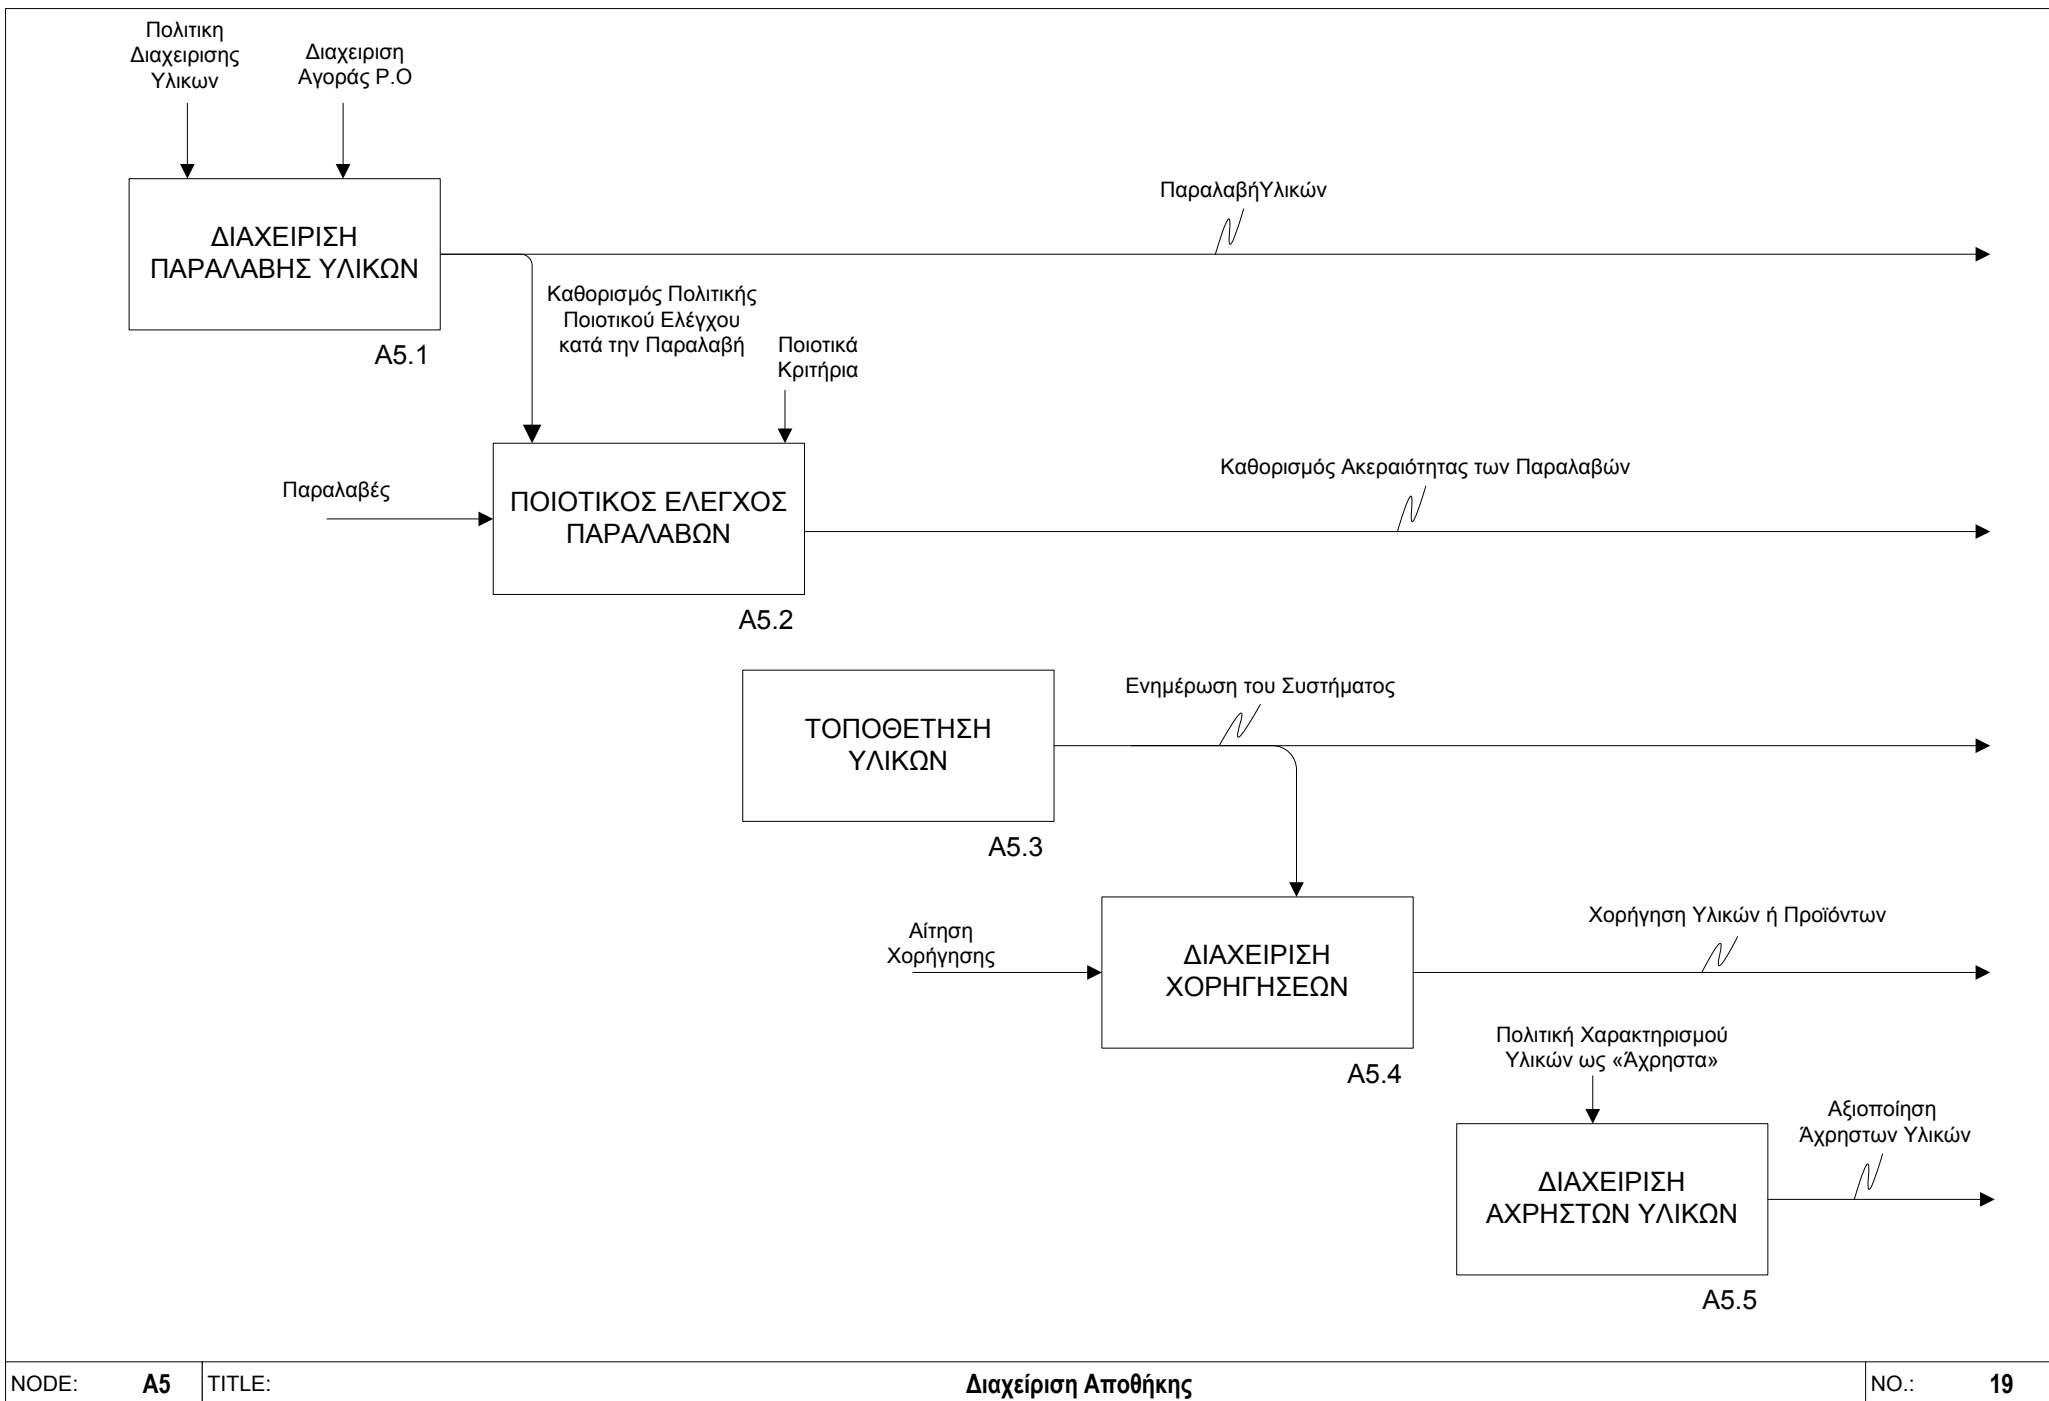 Πολιτικη
Διαχειρισης
Υλικων
Διαχειριση
Αγοράς P.O
ΔΙΑΧΕΙΡΙΣΗ
ΠΑΡΑΛΑΒΗΣ ΥΛΙΚΩΝ
A5.1
ΠαραλαβήΥλικών
Καθορισμός Πολιτικής
Ποιοτικού Ελέγχου
κατά την Παραλαβή
Ποιοτικά
Κριτήρια
Παραλαβές
ΠΟΙΟΤΙΚΟΣ ΕΛΕΓΧΟΣ
ΠΑΡΑΛΑΒΩΝ
A5.2
Καθορισμός Ακεραιότητας των Παραλαβών
ΤΟΠΟΘΕΤΗΣΗ
ΥΛΙΚΩΝ
A5.3
Ενημέρωση του Συστήματος
Αίτηση
Χορήγησης
ΔΙΑΧΕΙΡΙΣΗ
ΧΟΡΗΓΗΣΕΩΝ
A5.4
Χορήγηση Υλικών ή Προϊόντων
Πολιτική Χαρακτηρισμού
Υλικών ως «Άχρηστα»
ΔΙΑΧΕΙΡΙΣΗ
ΑΧΡΗΣΤΩΝ ΥΛΙΚΩΝ
A5.5
Αξιοποίηση
Άχρηστων Υλικών
NODE: A5 TITLE: Διαχείριση Αποθήκης NO.: 19